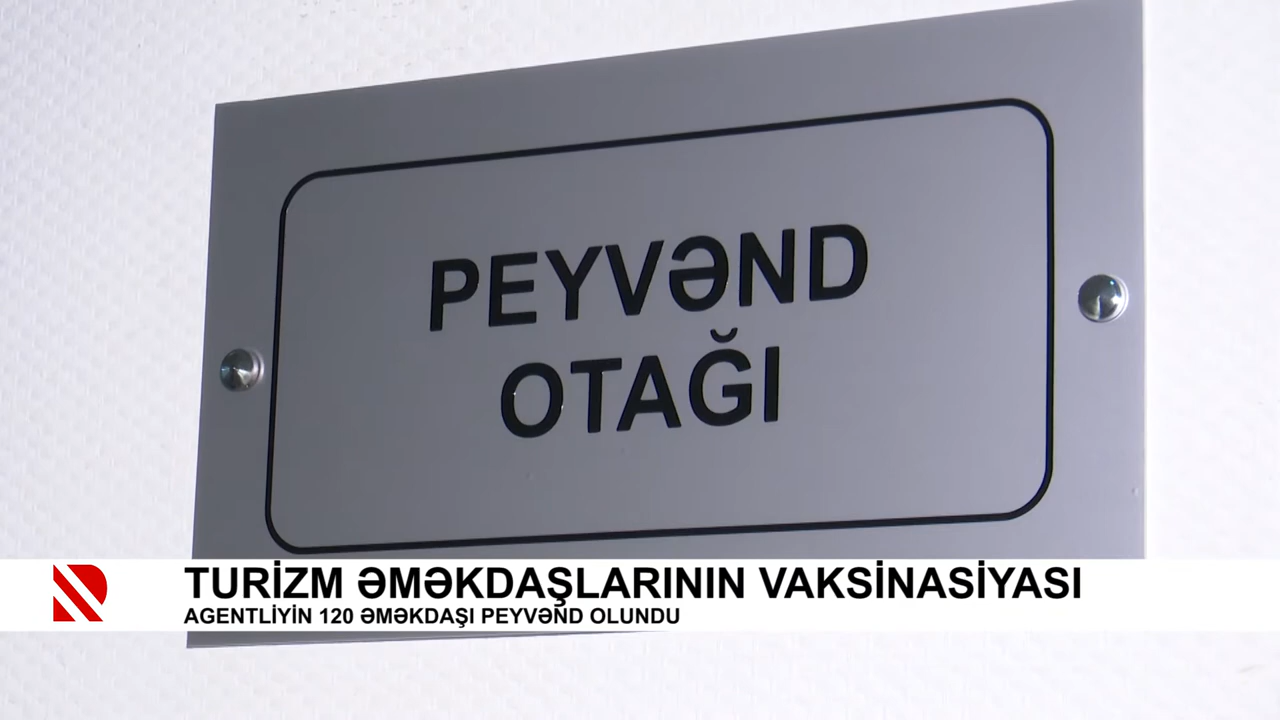 PEYVƏND
OTAĞI
TURİZM ƏMƏKDAŞLARININ VAKSİNASİYASI
AGENTLİYİN 120 ƏMƏKDAŞI PEYVƏND OLUNDU